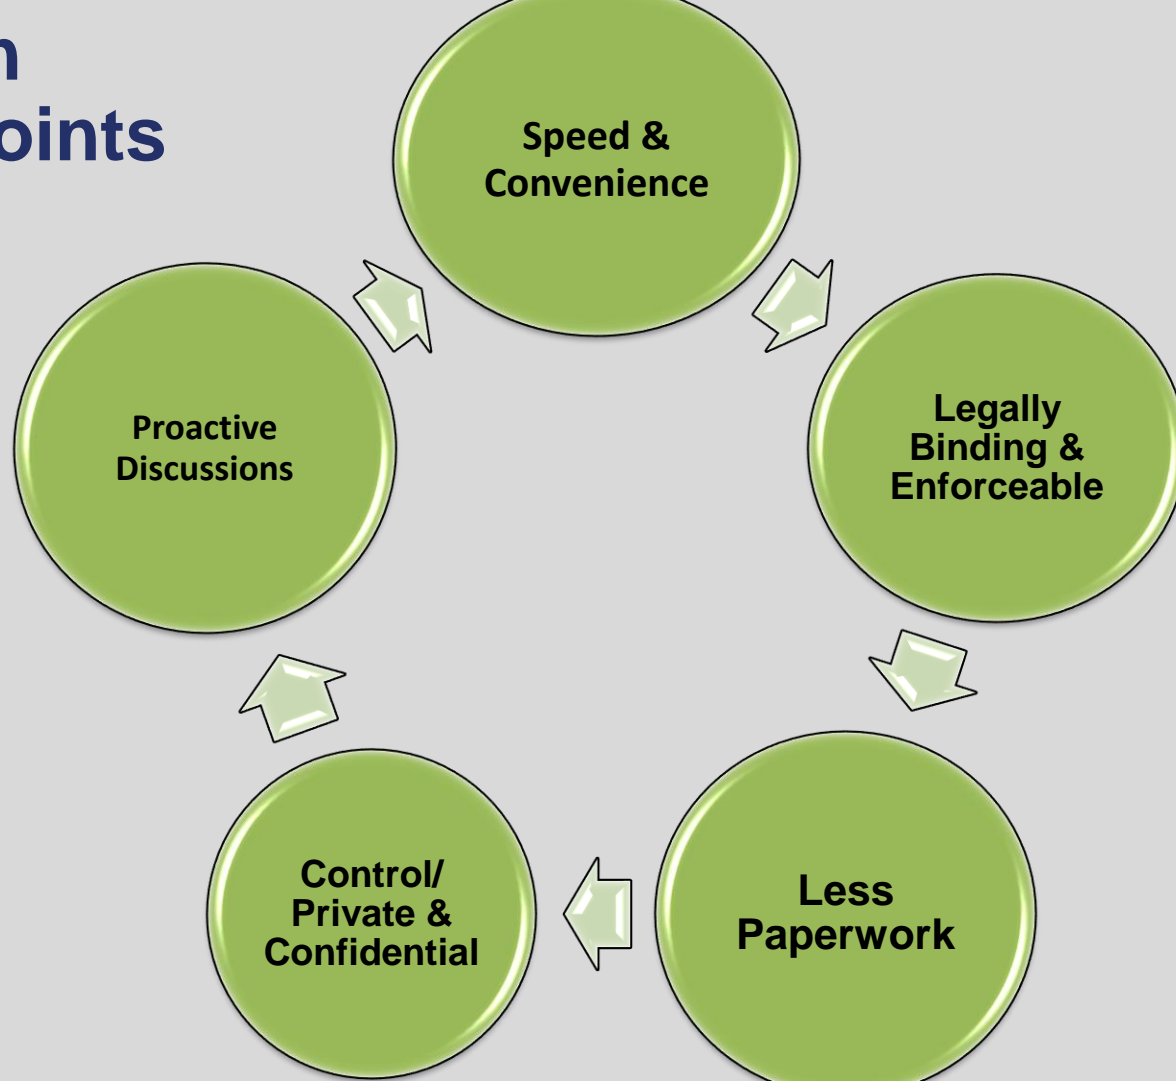 n
oints
Speed &
Convenience
Legally
Binding &
Enforceable
Less
Paperwork
Control/
Private &
Confidential
Proactive
Discussions